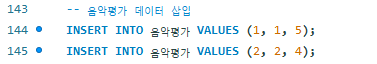 143 -- 음악평가 데이터 삽입
144 INSERT INTO 음악평가 VALUES (1, 1, 5);
145 INSERT INTO 음악평가 VALUES (2, 2, 4);